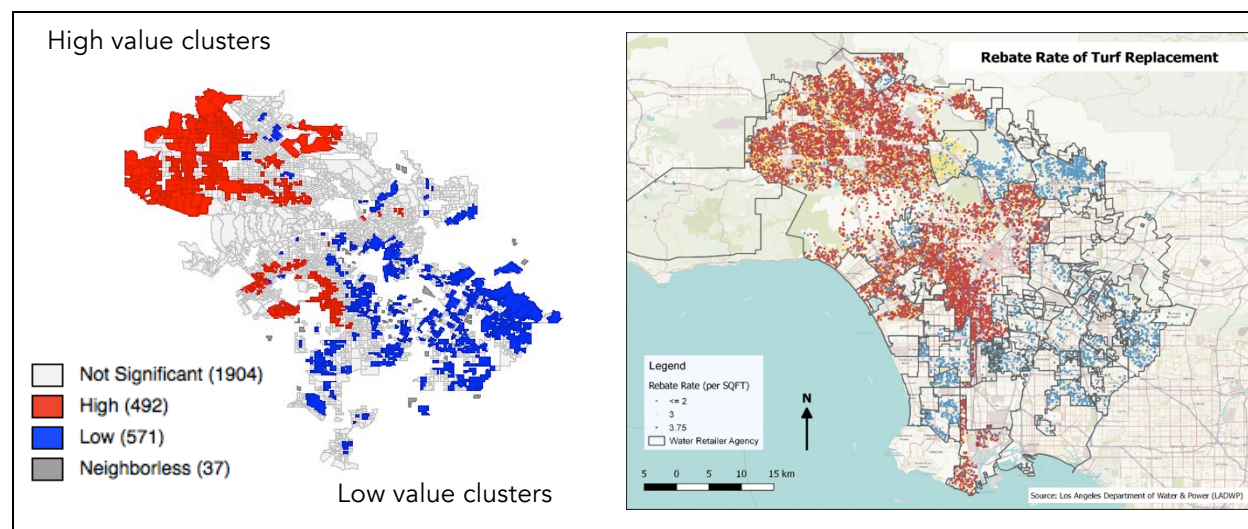 High value clusters
Not Significant (1904)
High (492)
Low (571)
Neighborless (37)
Low value clusters
Rebate Rate of Turf Replacement
Legend
Rebate Rate (per SQFT)
<= 2
3
3.75
Water Retailer Agency
N
5 0 5 10 15 km
Source: Los Angeles Department of Water & Power (LADWP)